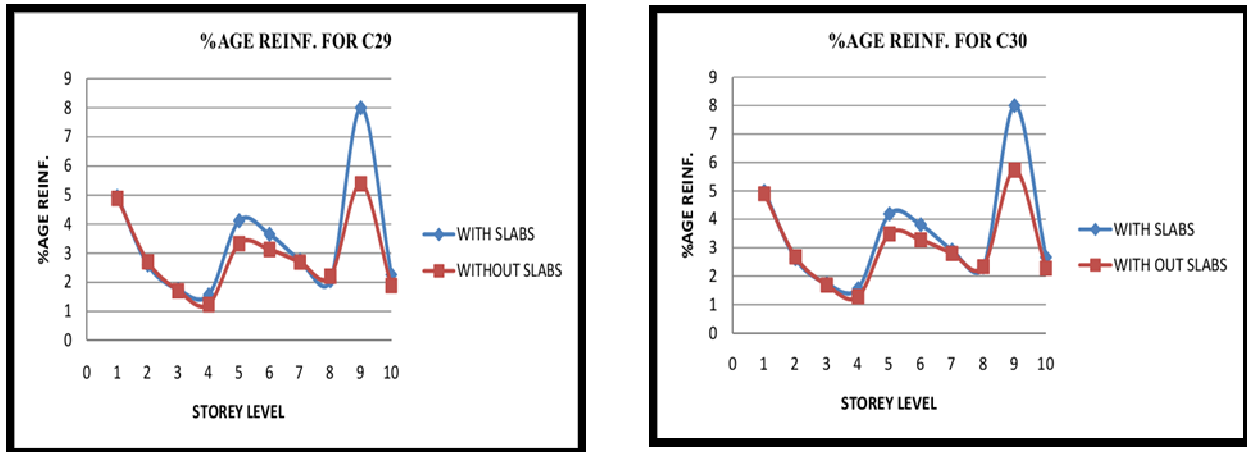 %AGE REINF. FOR C29
%AGE REINF.
9
8
7
6
5
4
3
2
1
0
0 1 2 3 4 5 6 7 8 9 10
STOREY LEVEL
WITH SLABS
WITHOUT SLABS
%AGE REINF. FOR C30
%AGE REINF.
9
8
7
6
5
4
3
2
1
0
0 1 2 3 4 5 6 7 8 9 10
STOREY LEVEL
WITH SLABS
WITH OUT SLABS